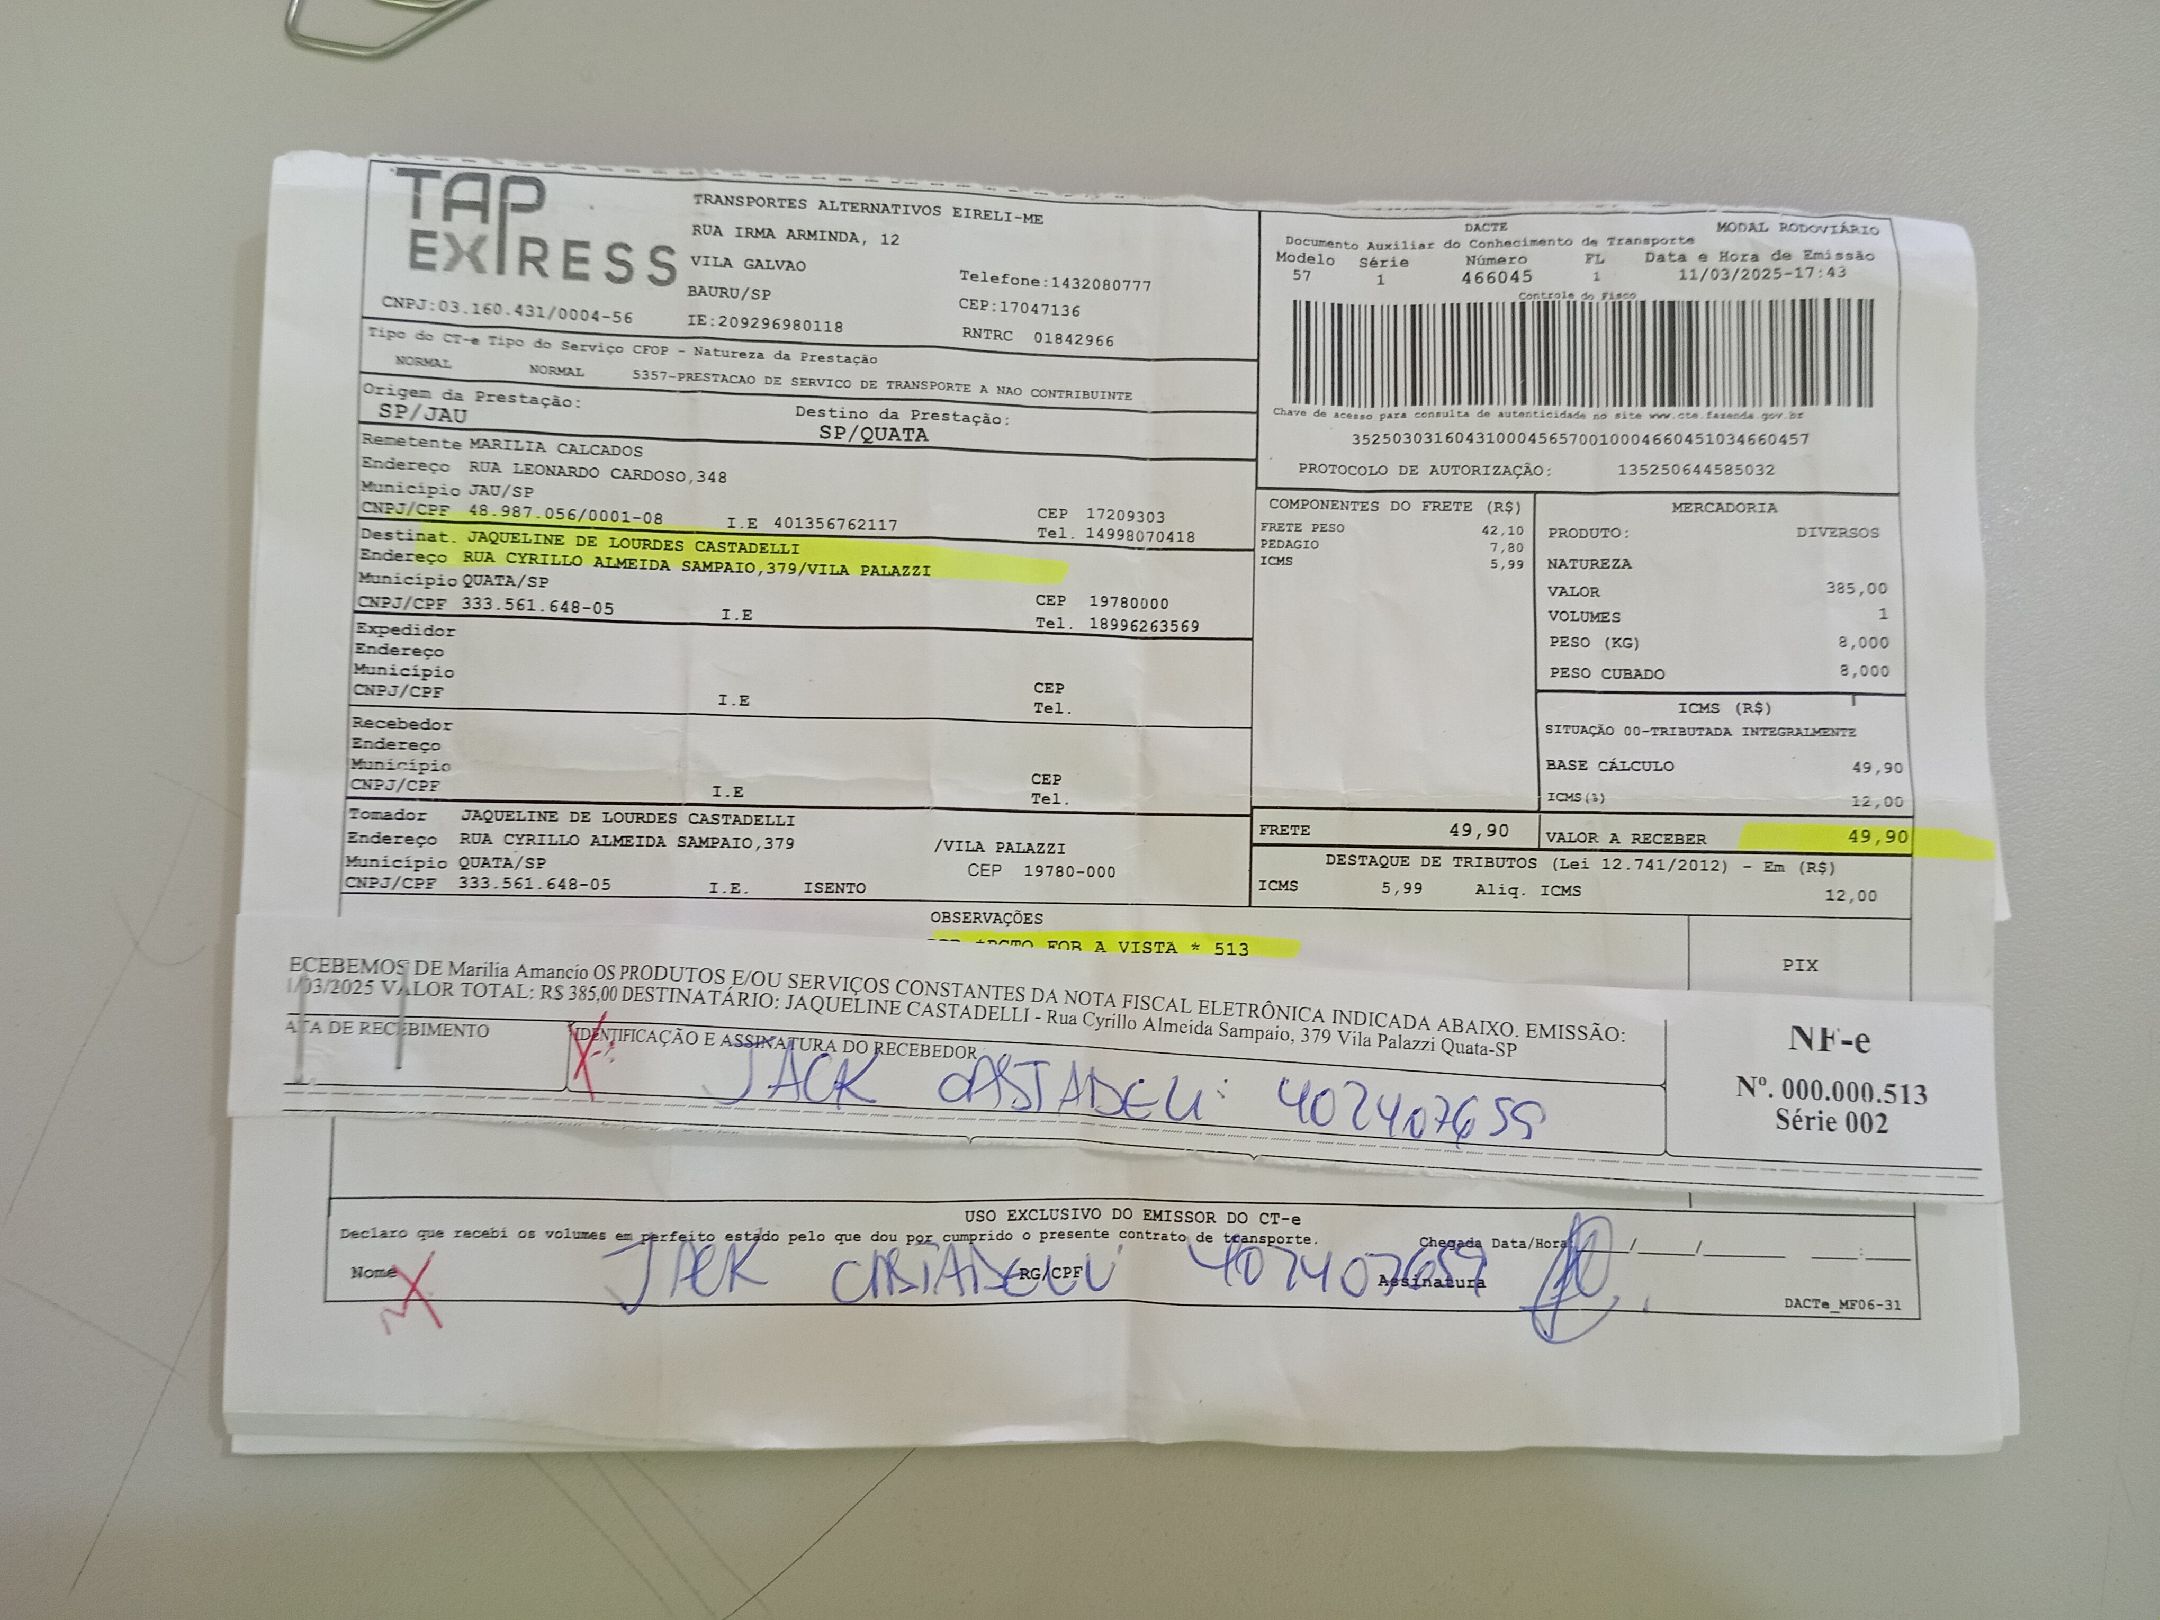 TAP EXPRESS
TRANSPORTES ALTERNATIVOS EIRELI-ME
RUA IRMA ARMINDA, 12
VILA GALVAO
BAURU/SP
Telefone:1432080777
CEP:17047136
CNPJ:03.160.431/0004-56
IE:209296980118
RNTRC 01842966
Tipo do CT-e Tipo do Serviço CFOP - Natureza da Prestação
NORMAL NORMAL 5357-PRESTACAO DE SERVICO DE TRANSPORTE A NAO CONTRIBUINTE
Origem da Prestação: Destino da Prestação:
SP/JAU SP/QUATA
Remetente MARILIA CALCADOS
Endereço RUA LEONARDO CARDOSO,348
Município JAU/SP CEP 17209303
CNPJ/CPF 48.987.056/0001-08 I.E 401356762117 Tel. 14998070418
Destinat. JAQUELINE DE LOURDES CASTADELLI
Endereço RUA CYRILLO ALMEIDA SAMPAIO,379/VILA PALAZZI
Município QUATA/SP CEP 19780000
CNPJ/CPF 333.561.648-05 I.E Tel. 18996263569
Expedidor
Endereço
Município CEP
CNPJ/CPF I.E Tel.
Recebedor
Endereço
Município CEP
CNPJ/CPF I.E Tel.
Tomador JAQUELINE DE LOURDES CASTADELLI
Endereço RUA CYRILLO ALMEIDA SAMPAIO,379 /VILA PALAZZI
Município QUATA/SP CEP 19780-000
CNPJ/CPF 333.561.648-05 I.E. ISENTO
DACTE MODAL RODOVIÁRIO
Documento Auxiliar do Conhecimento de Transporte
Modelo Série Número FL Data e Hora de Emissão
57 1 466045 1 11/03/2025-17:43
Controle do Fisco
Chave de acesso para consulta de autenticidade no site www.cte.fazenda.gov.br
35250303160431000456570010004660451034660457
PROTOCOLO DE AUTORIZAÇÃO: 135250644585032
COMPONENTES DO FRETE (R$)
FRETE PESO 42,10
PEDAGIO 7,80
ICMS 5,99
MERCADORIA
PRODUTO: DIVERSOS
NATUREZA
VALOR 385,00
VOLUMES 1
PESO (KG) 8,000
PESO CUBADO 8,000
ICMS (R$)
SITUAÇÃO 00-TRIBUTADA INTEGRALMENTE
BASE CÁLCULO 49,90
ICMS(%) 12,00
FRETE 49,90 VALOR A RECEBER 49,90
DESTAQUE DE TRIBUTOS (Lei 12.741/2012) - Em (R$)
ICMS 5,99 Aliq. ICMS 12,00
OBSERVAÇÕES
FOB A VISTA * 513
PIX
ECEBEMOS DE Marilia Amancio OS PRODUTOS E/OU SERVIÇOS CONSTANTES DA NOTA FISCAL ELETRÔNICA INDICADA ABAIXO. EMISSÃO:
1/03/2025 VALOR TOTAL: R$ 385,00 DESTINATÁRIO: JAQUELINE CASTADELLI - Rua Cyrillo Almeida Sampaio, 379 Vila Palazzi Quata-SP
ATA DE RECEBIMENTO IDENTIFICAÇÃO E ASSINATURA DO RECEBEDOR
JACK CASTADELLI 402407659
NF-e
Nº. 000.000.513
Série 002
USO EXCLUSIVO DO EMISSOR DO CT-e
Declaro que recebi os volumes em perfeito estado pelo que dou por cumprido o presente contrato de transporte. Chegada Data/Hora __/__/__ __:__
Nome JACK CASTADELLI RG/CPF 402407659 Assinatura
DACTe_MF06-31